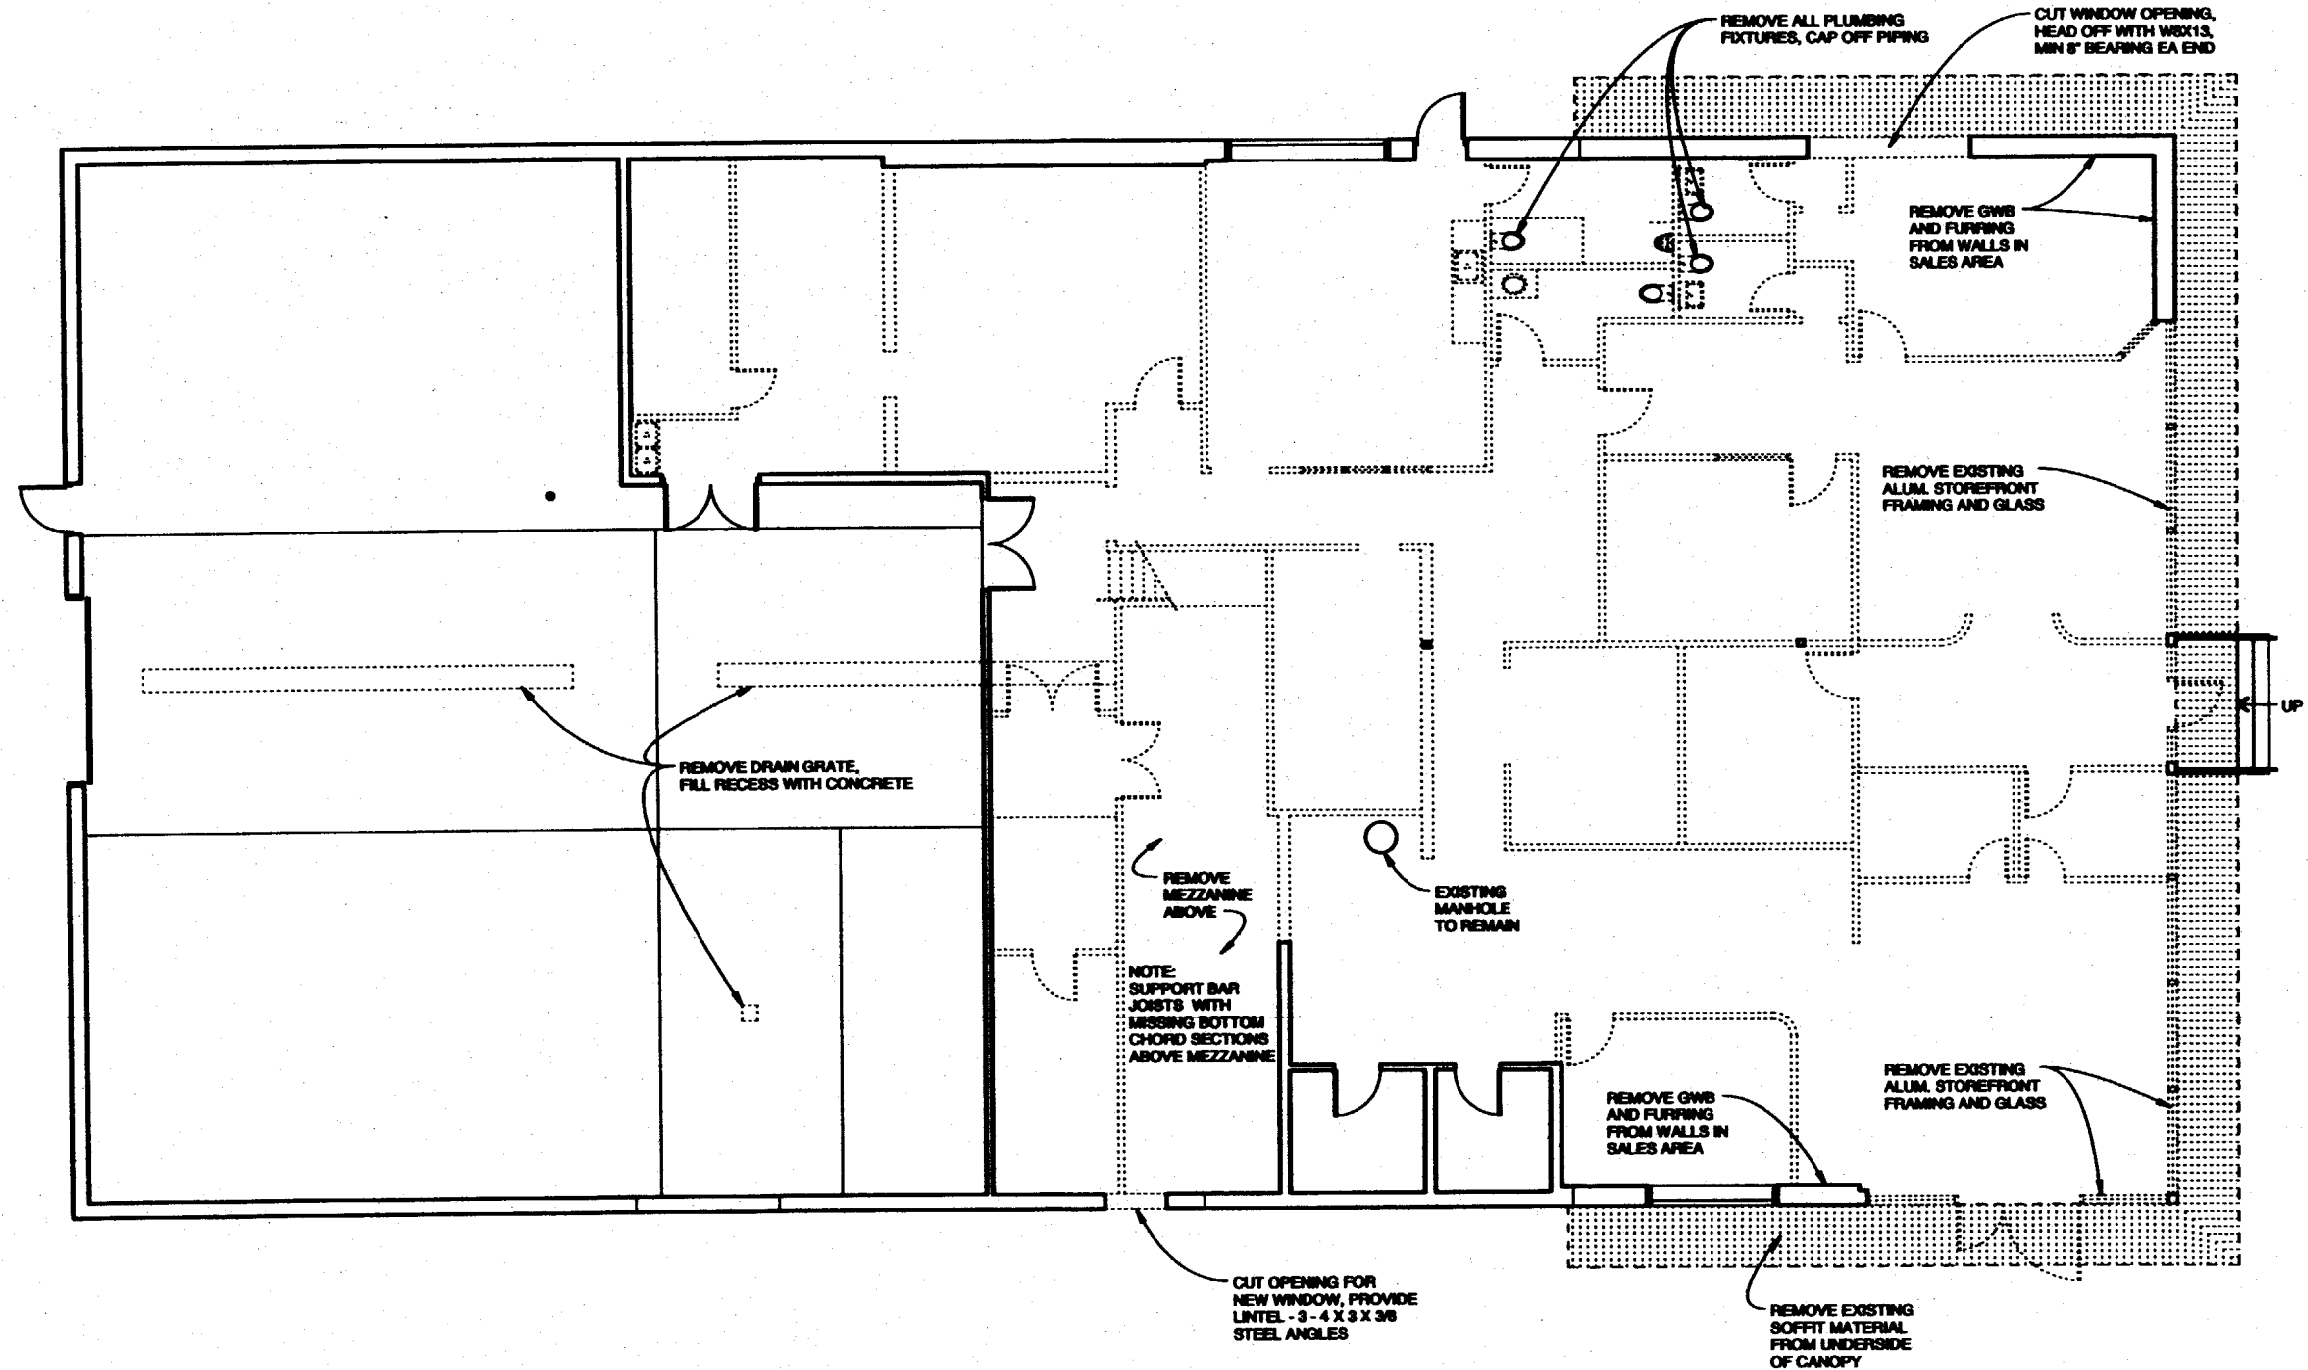 REMOVE ALL PLUMBING
FIXTURES, CAP OFF PIPING
CUT WINDOW OPENING,
HEAD OFF WITH W8X13,
MIN 8" BEARING EA END
REMOVE GWB
AND FURRING
FROM WALLS IN
SALES AREA
REMOVE EXISTING
ALUM. STOREFRONT
FRAMING AND GLASS
UP
REMOVE DRAIN GRATE,
FILL RECESS WITH CONCRETE
REMOVE
MEZZANINE
ABOVE
EXISTING
MANHOLE
TO REMAIN
NOTE:
SUPPORT BAR
JOISTS WITH
MISSING BOTTOM
CHORD SECTIONS
ABOVE MEZZANINE
REMOVE GWB
AND FURRING
FROM WALLS IN
SALES AREA
REMOVE EXISTING
ALUM. STOREFRONT
FRAMING AND GLASS
CUT OPENING FOR
NEW WINDOW, PROVIDE
LINTEL - 3 - 4 X 3 X 3/8
STEEL ANGLES
REMOVE EXISTING
SOFFIT MATERIAL
FROM UNDERSIDE
OF CANOPY